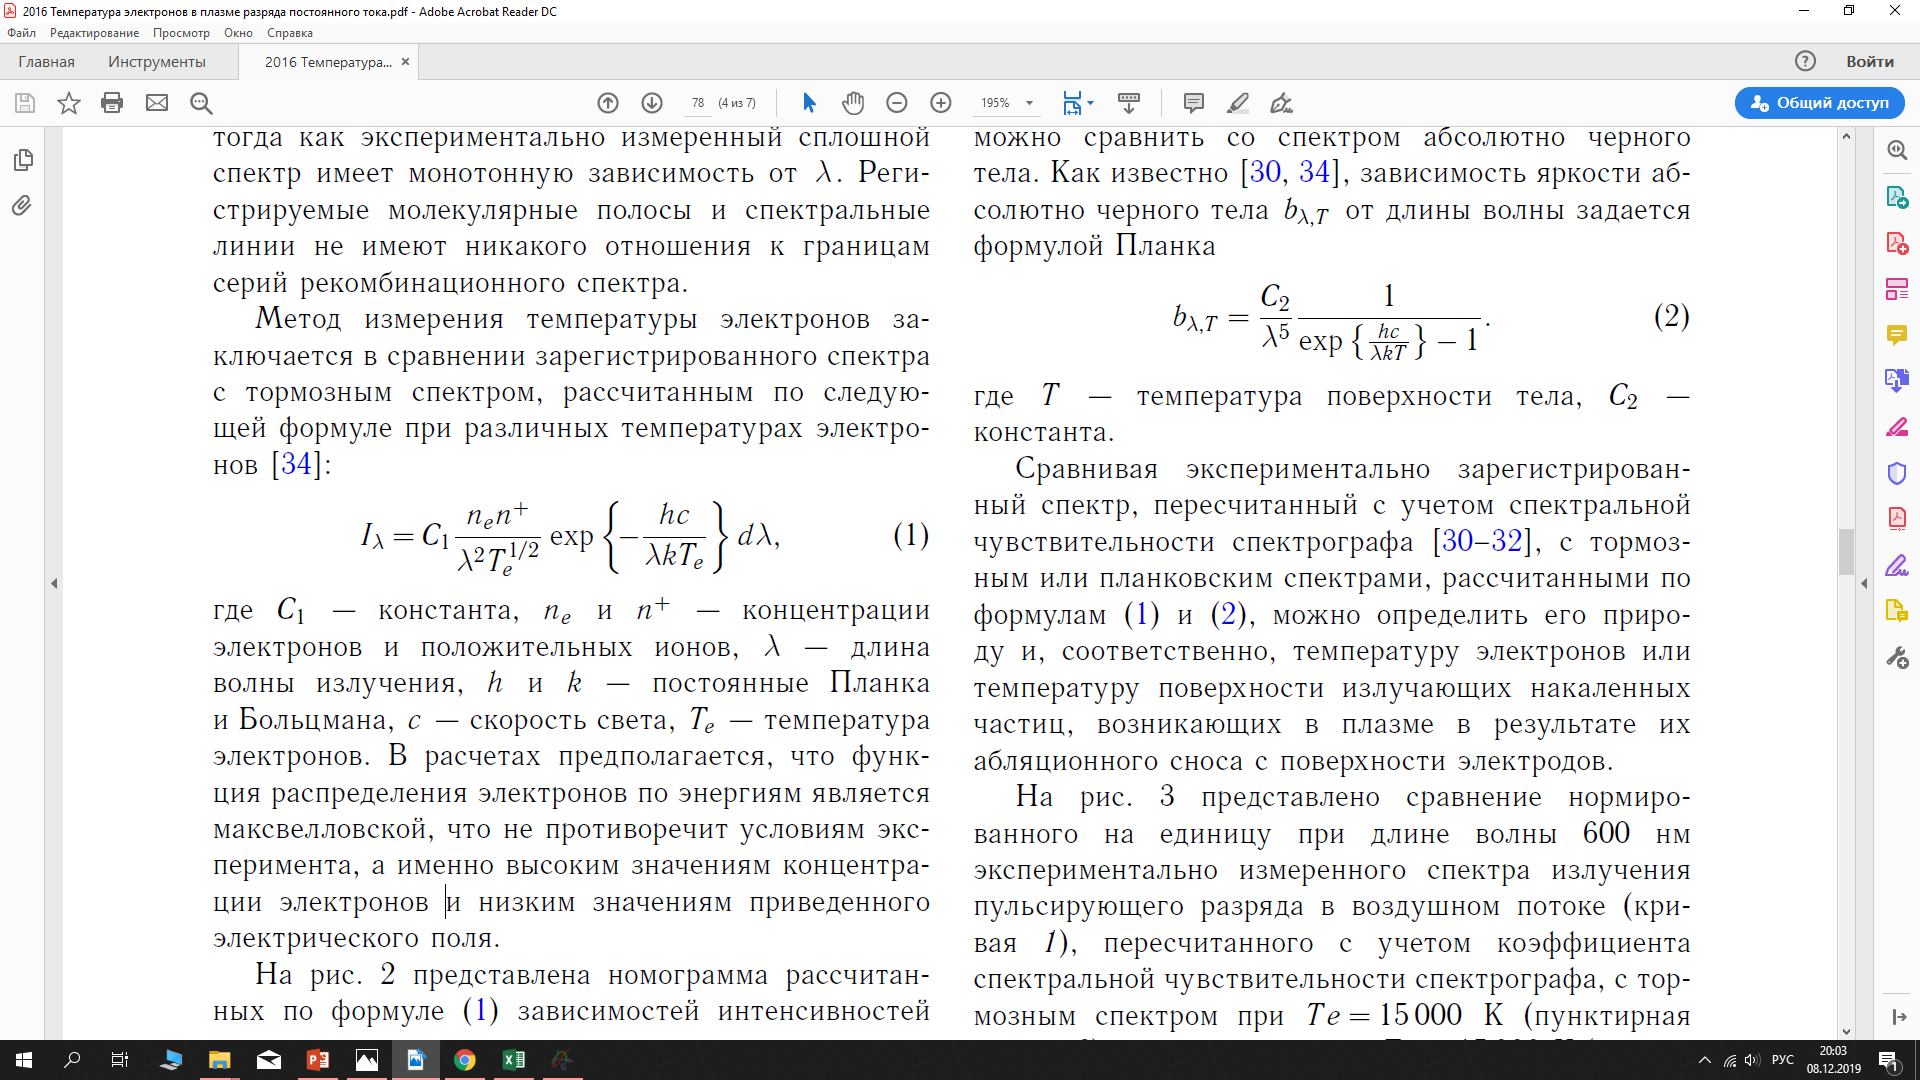 2016 Температура электронов в плазме разряда постоянного тока.pdf - Adobe Acrobat Reader DC
Файл Редактирование Просмотр Окно Справка
Главная Инструменты 2016 Температура... × Войти
78 (4 из 7) 195% Общий доступ
тогда как экспериментально измеренный сплошной
спектр имеет монотонную зависимость от λ. Реги-
стрируемые молекулярные полосы и спектральные
линии не имеют никакого отношения к границам
серий рекомбинационного спектра.
Метод измерения температуры электронов за-
ключается в сравнении зарегистрированного спектра
с тормозным спектром, рассчитанным по следую-
щей формуле при различных температурах электро-
нов [34]:
I_λ = C₁ (n_e n⁺)/(λ² T_e^{1/2}) exp {−hc/(λkT_e)} dλ, (1)
где C₁ — константа, n_e и n⁺ — концентрации
электронов и положительных ионов, λ — длина
волны излучения, h и k — постоянные Планка
и Больцмана, c — скорость света, T_e — температура
электронов. В расчетах предполагается, что функ-
ция распределения электронов по энергиям является
максвелловской, что не противоречит условиям экс-
перимента, а именно высоким значениям концентра-
ции электронов и низким значениям приведенного
электрического поля.
На рис. 2 представлена номограмма рассчитан-
ных по формуле (1) зависимостей интенсивностей
можно сравнить со спектром абсолютно черного
тела. Как известно [30, 34], зависимость яркости аб-
солютно черного тела b_{λ,T} от длины волны задается
формулой Планка
b_{λ,T} = C₂/λ⁵ 1/(exp {hc/(λkT)} − 1). (2)
где T — температура поверхности тела, C₂ —
константа.
Сравнивая экспериментально зарегистрирован-
ный спектр, пересчитанный с учетом спектральной
чувствительности спектрографа [30–32], с тормоз-
ным или планковским спектрами, рассчитанными по
формулам (1) и (2), можно определить его приро-
ду и, соответственно, температуру электронов или
температуру поверхности излучающих накаленных
частиц, возникающих в плазме в результате их
абляционного сноса с поверхности электродов.
На рис. 3 представлено сравнение нормиро-
ванного на единицу при длине волны 600 нм
экспериментально измеренного спектра излучения
пульсирующего разряда в воздушном потоке (кри-
вая 1), пересчитанного с учетом коэффициента
спектральной чувствительности спектрографа, с тор-
мозным спектром при Te = 15 000 К (пунктирная
РУС
20:03
08.12.2019
1